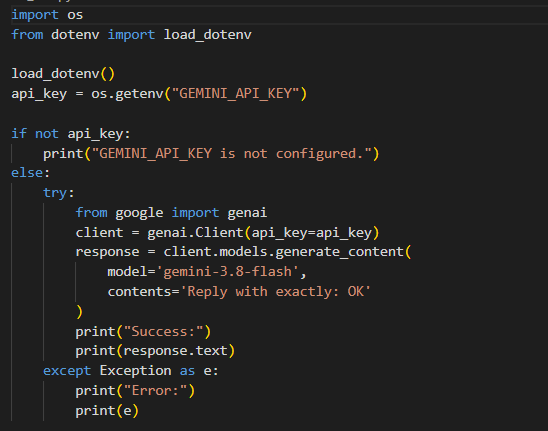 import os
from dotenv import load_dotenv

load_dotenv()
api_key = os.getenv("GEMINI_API_KEY")

if not api_key:
    print("GEMINI_API_KEY is not configured.")
else:
    try:
        from google import genai
        client = genai.Client(api_key=api_key)
        response = client.models.generate_content(
            model='gemini-3.8-flash',
            contents='Reply with exactly: OK'
        )
        print("Success:")
        print(response.text)
    except Exception as e:
        print("Error:")
        print(e)